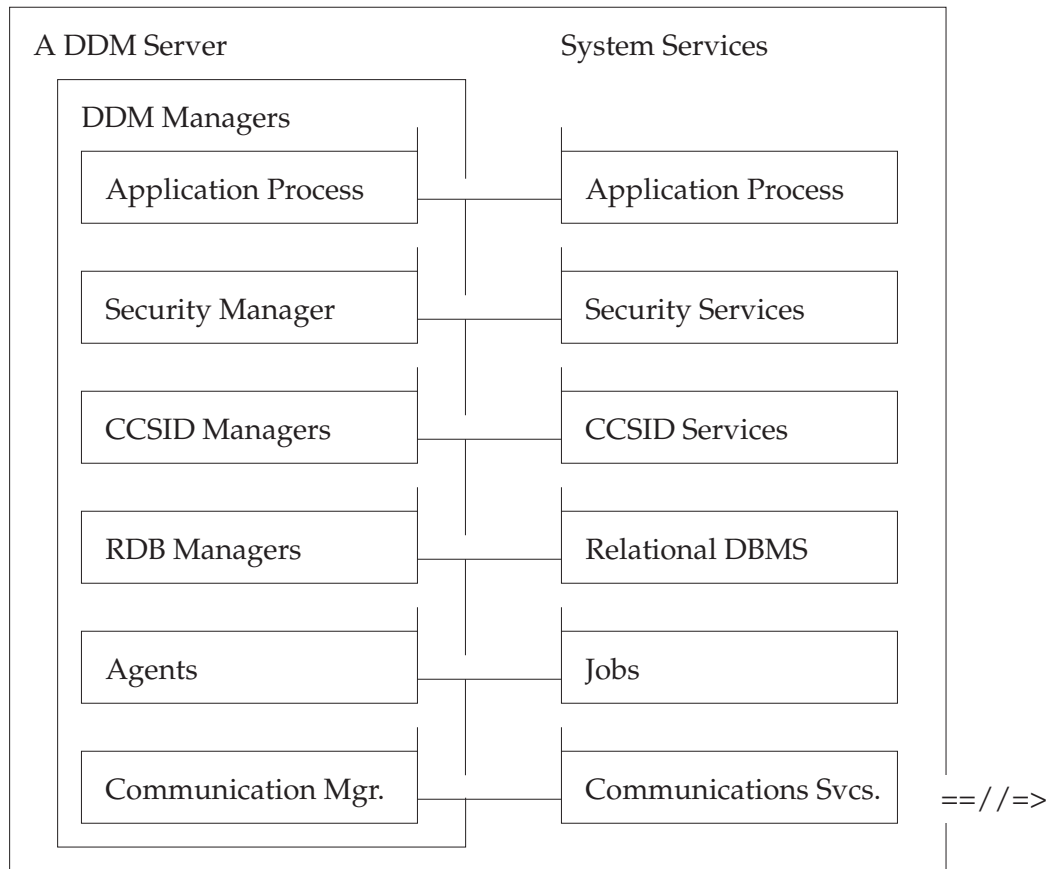 A DDM Server
System Services
DDM Managers
Application Process
Application Process
Security Manager
Security Services
CCSID Managers
CCSID Services
RDB Managers
Relational DBMS
Agents
Jobs
Communication Mgr.
Communications Svcs.
==//=>